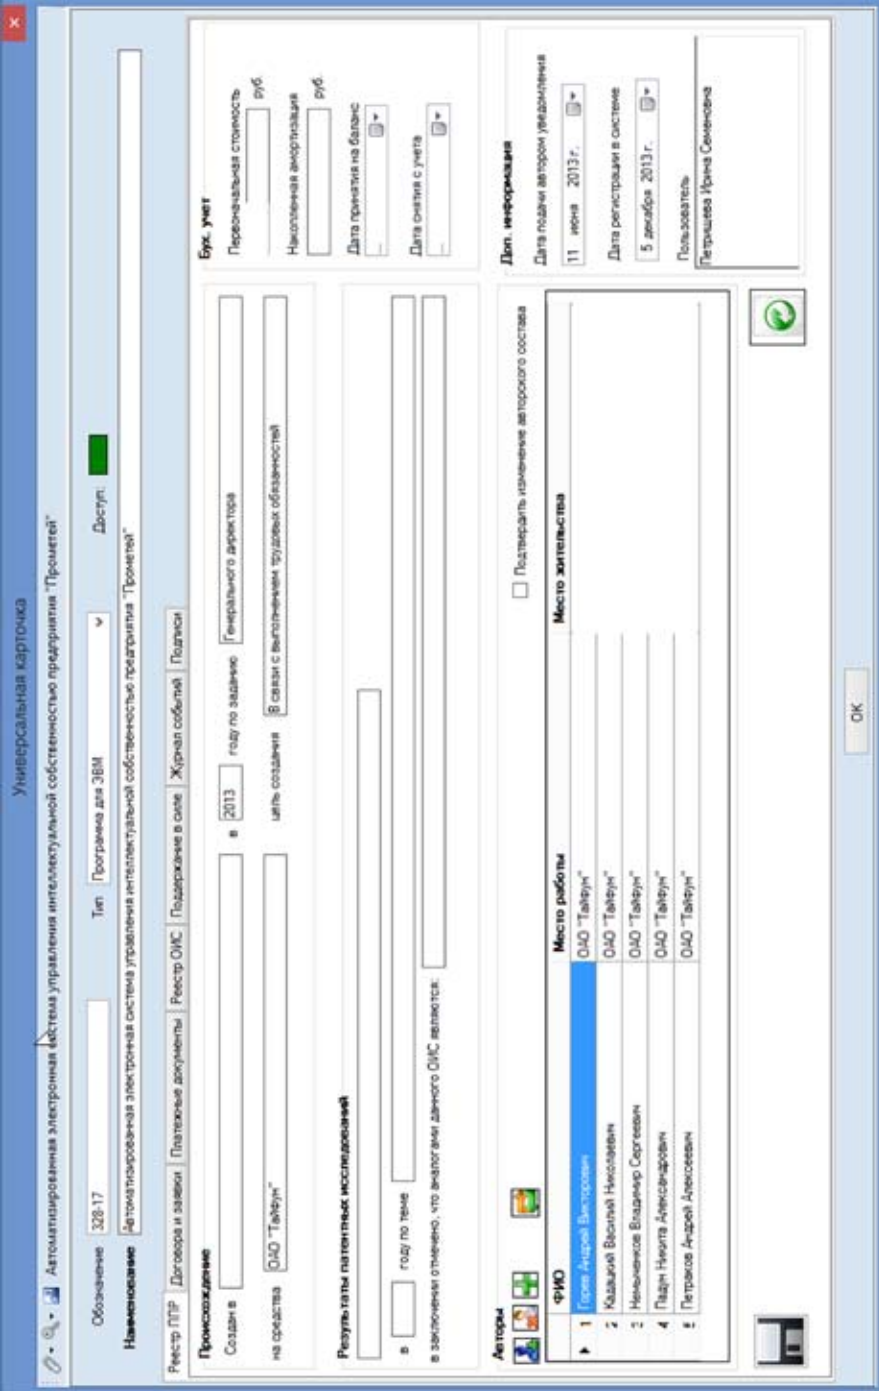 Универсальная карточка
Автоматизированная электронная система управления интеллектуальной собственностью предприятия "Прометей"
Обозначение 328-17 Тип Программа для ЭВМ Доступ:
Наименование Автоматизированная электронная система управления интеллектуальной собственностью предприятия "Прометей"
Реестр ППР Договора и заявки Платежные документы Реестр ОИС Поддержание в силе Журнал событий Подписи
Происхождение
Создан в в 2013 году по заданию Генерального директора
на средства ОАО "Тайфун" цель создания В связи с выполнением трудовых обязанностей
Результаты патентных исследований
в году по теме
в заключении отмечено, что аналогами данного ОИС являются:
Бух. учет
Первоначальная стоимость
руб.
Накопленная амортизация
руб.
Дата принятия на баланс
Дата снятия с учета
Авторы
Подтвердить изменение авторского состава
ФИО Место работы Место жительства
1 Горев Андрей Викторович ОАО "Тайфун"
2 Кадацкий Василий Николаевич ОАО "Тайфун"
3 Немыченков Владимир Сергеевич ОАО "Тайфун"
4 Падун Никита Александрович ОАО "Тайфун"
5 Петраков Андрей Алексеевич ОАО "Тайфун"
Доп. информация
Дата подачи автором уведомления
11 июня 2013 г.
Дата регистрации в системе
5 декабря 2013 г.
Пользователь
Петрищева Ирина Семеновна
OK